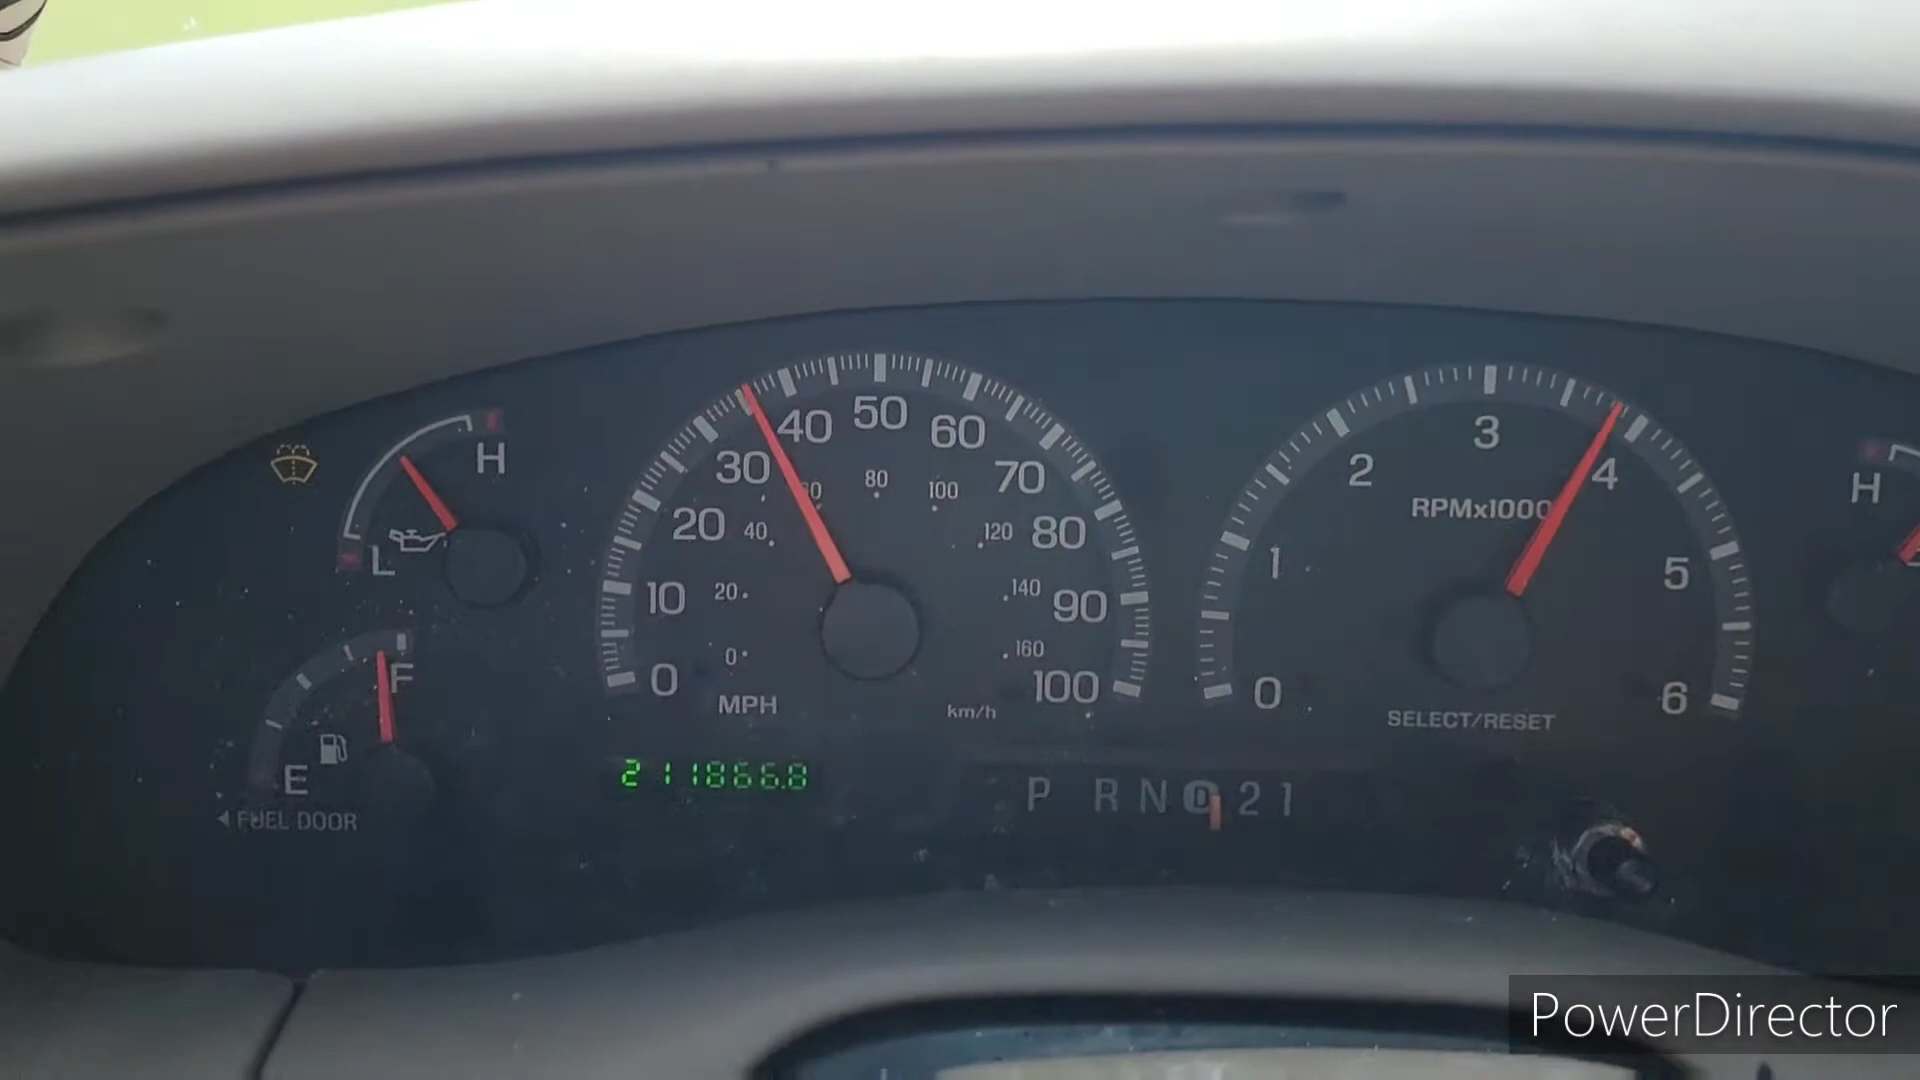 H
L
F
E
FUEL DOOR
0
10
20
30
40
50
60
70
80
90
100
0
20
40
80
100
120
140
160
MPH
km/h
211866.8
0
1
2
3
4
5
6
RPMx1000
SELECT/RESET
P R N D 2 1
H
PowerDirector